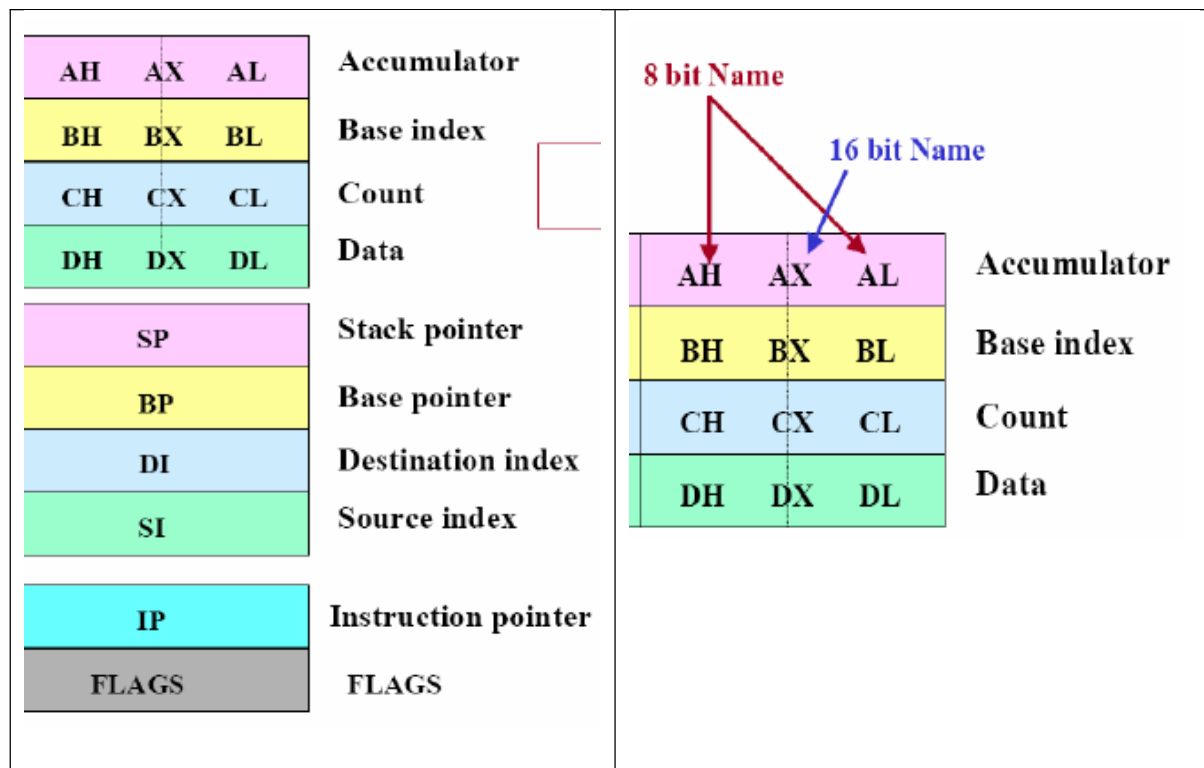 AH AX AL Accumulator
BH BX BL Base index
CH CX CL Count
DH DX DL Data
SP Stack pointer
BP Base pointer
DI Destination index
SI Source index
IP Instruction pointer
FLAGS FLAGS
8 bit Name
16 bit Name
AH AX AL Accumulator
BH BX BL Base index
CH CX CL Count
DH DX DL Data